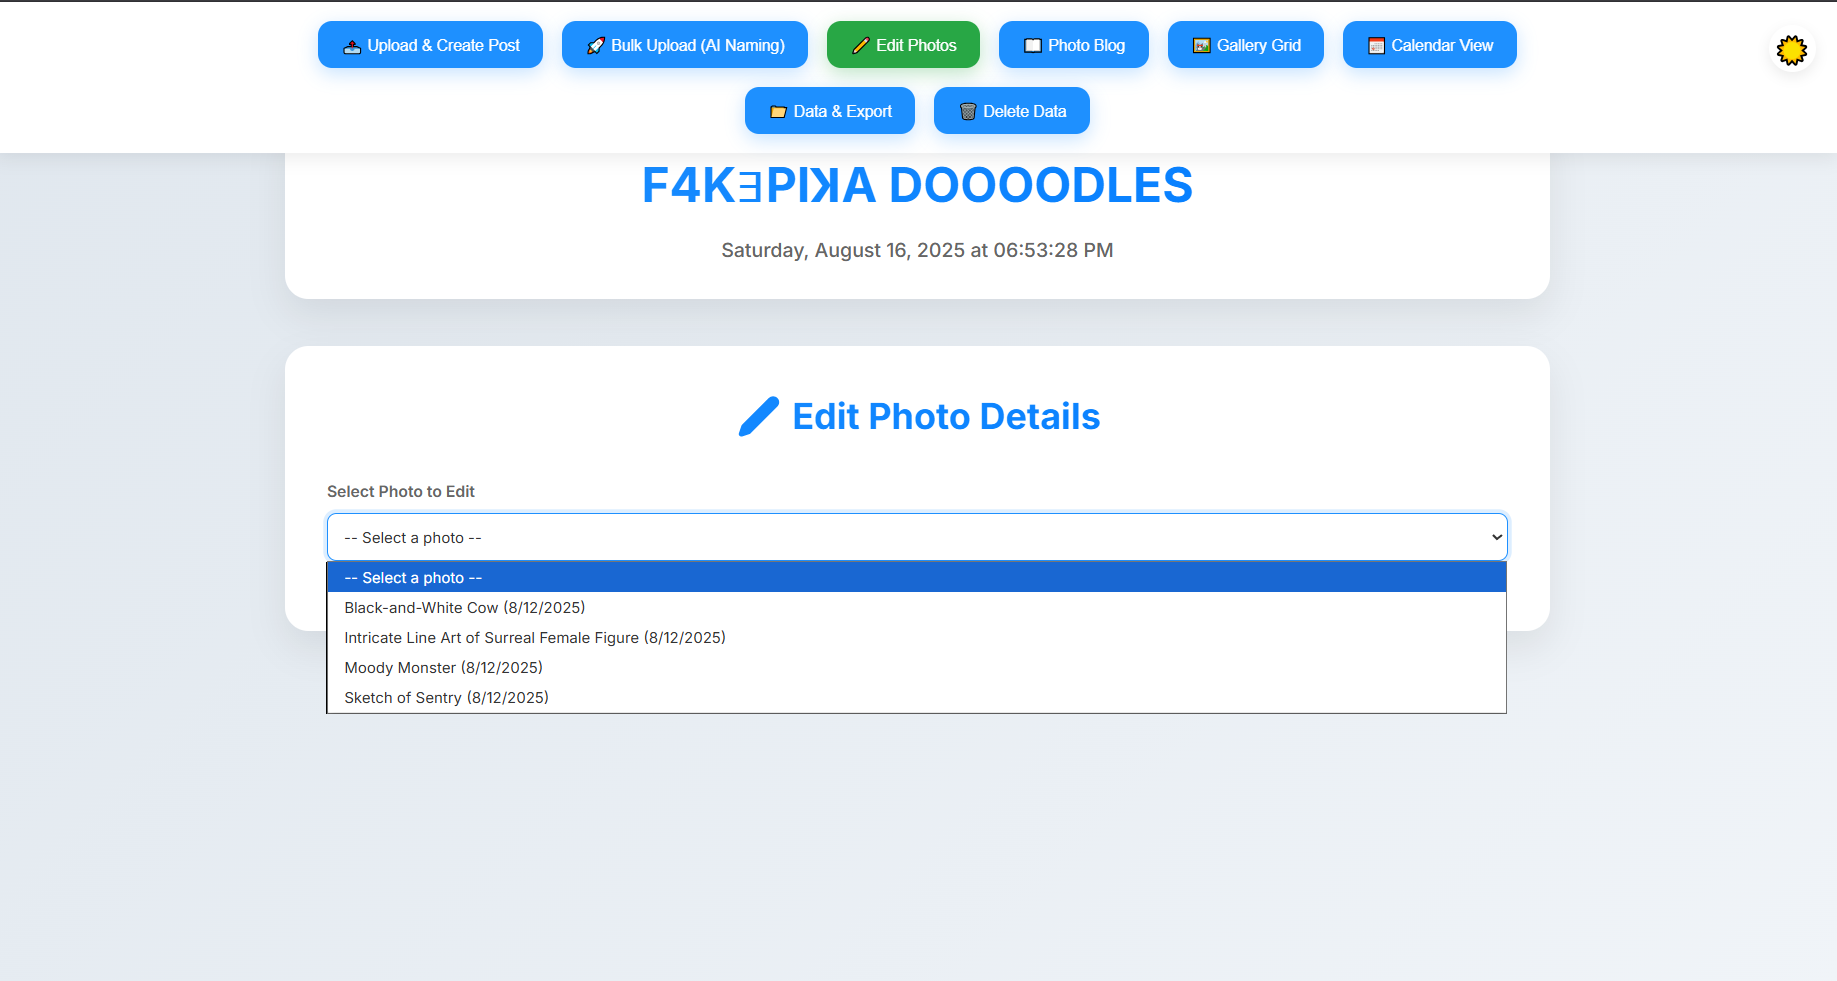 Upload & Create Post
Bulk Upload (AI Naming)
Edit Photos
Photo Blog
Gallery Grid
Calendar View
Data & Export
Delete Data
F4KƎPIꓘA DOOOODLES
Saturday, August 16, 2025 at 06:53:28 PM
Edit Photo Details
Select Photo to Edit
-- Select a photo --
-- Select a photo --
Black-and-White Cow (8/12/2025)
Intricate Line Art of Surreal Female Figure (8/12/2025)
Moody Monster (8/12/2025)
Sketch of Sentry (8/12/2025)